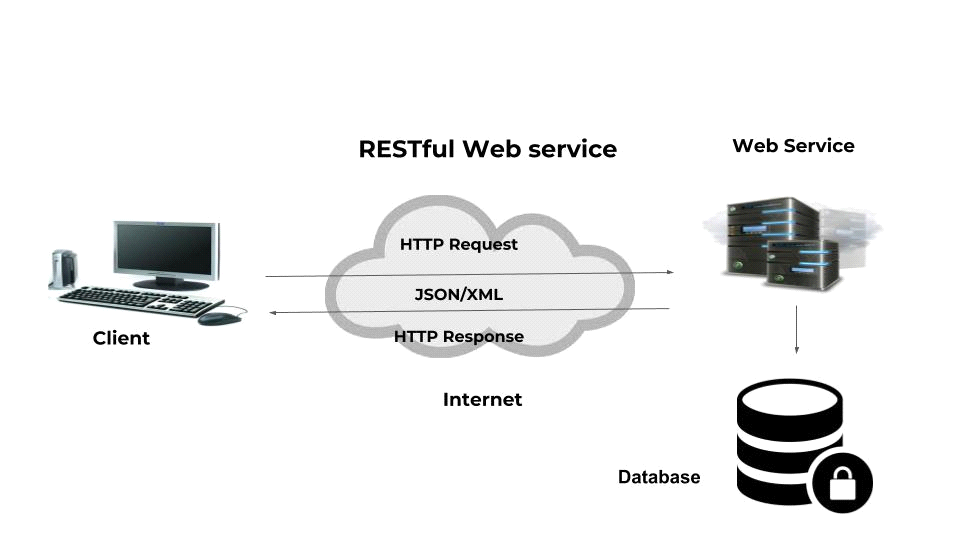 RESTful Web service
Web Service
HTTP Request
JSON/XML
HTTP Response
Client
Internet
Database